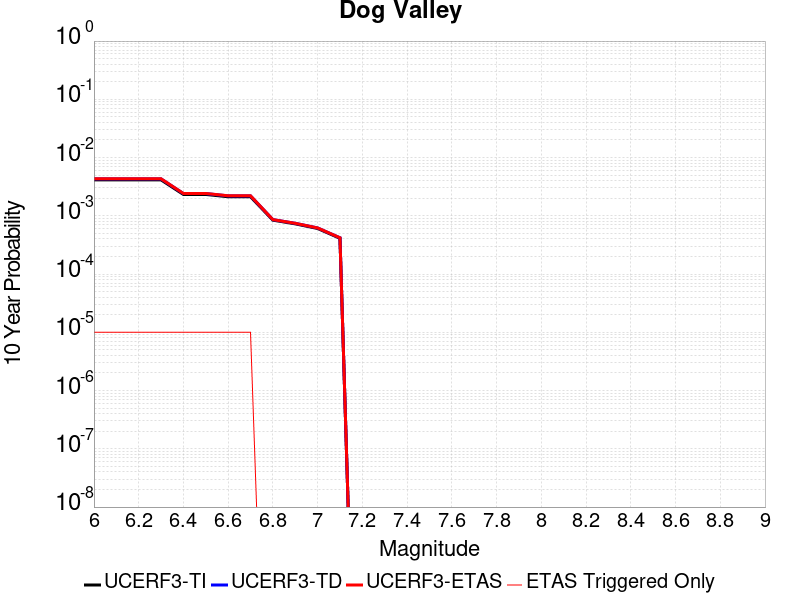 Dog Valley
10 0
10 -1
10 -2
10 -3
10 -4
10 -5
10 -6
10 -7
10 -8
10 Year Probability
6 6.2 6.4 6.6 6.8 7 7.2 7.4 7.6 7.8 8 8.2 8.4 8.6 8.8 9
Magnitude
UCERF3-TI UCERF3-TD UCERF3-ETAS ETAS Triggered Only